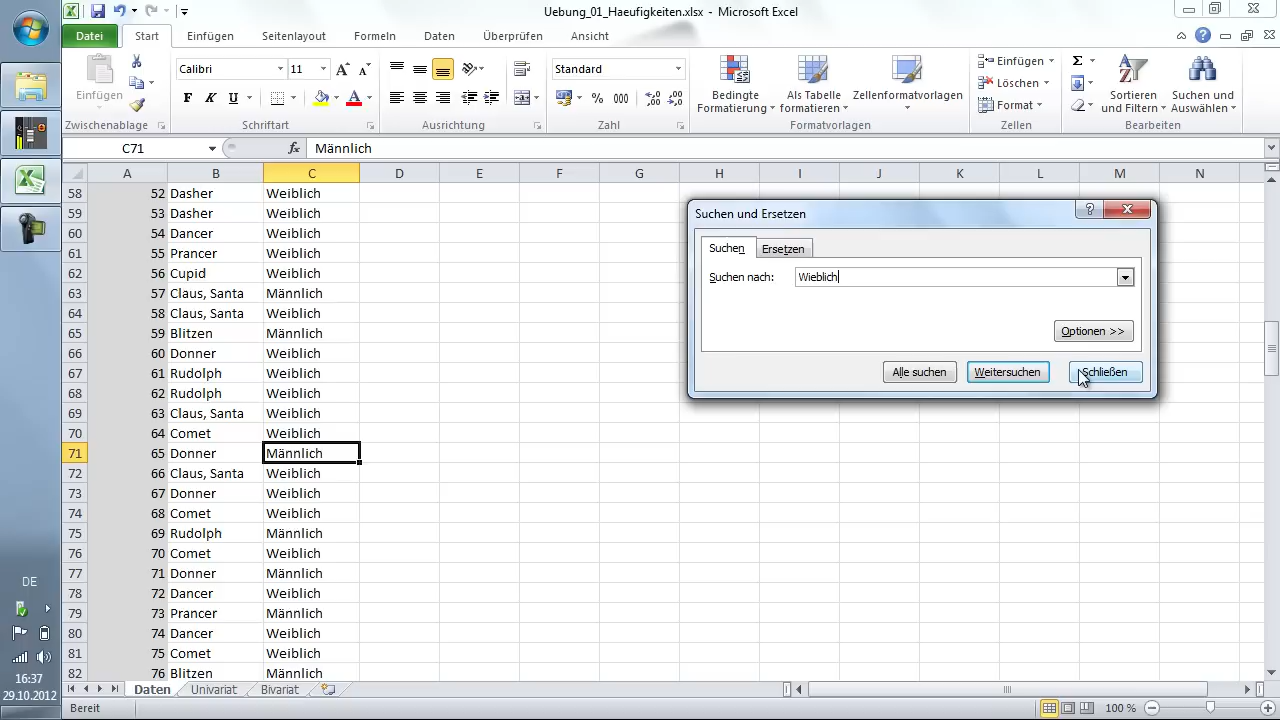 Uebung_01_Haeufigkeiten.xlsx - Microsoft Excel
Datei Start Einfügen Seitenlayout Formeln Daten Überprüfen Ansicht
Einfügen
Zwischenablage
Calibri 11
F K U
Schriftart
Ausrichtung
Standard
% 000
Zahl
Bedingte Formatierung
Als Tabelle formatieren
Zellenformatvorlagen
Formatvorlagen
Einfügen
Löschen
Format
Zellen
Sortieren und Filtern
Suchen und Auswählen
Bearbeiten
C71 fx Männlich
A B C D E F G H I J K L M N
58 52 Dasher Weiblich
59 53 Dasher Weiblich
60 54 Dancer Weiblich
61 55 Prancer Weiblich
62 56 Cupid Weiblich
63 57 Claus, Santa Männlich
64 58 Claus, Santa Weiblich
65 59 Blitzen Männlich
66 60 Donner Weiblich
67 61 Rudolph Weiblich
68 62 Rudolph Weiblich
69 63 Claus, Santa Weiblich
70 64 Comet Weiblich
71 65 Donner Männlich
72 66 Claus, Santa Weiblich
73 67 Donner Weiblich
74 68 Comet Weiblich
75 69 Rudolph Männlich
76 70 Comet Weiblich
77 71 Donner Männlich
78 72 Dancer Weiblich
79 73 Prancer Männlich
80 74 Dancer Weiblich
81 75 Comet Weiblich
82 76 Blitzen Männlich
Suchen und Ersetzen
Suchen Ersetzen
Suchen nach: Wieblich
Optionen >>
Alle suchen Weitersuchen Schließen
Daten Univariat Bivariat
Bereit 100 %
DE
16:37
29.10.2012